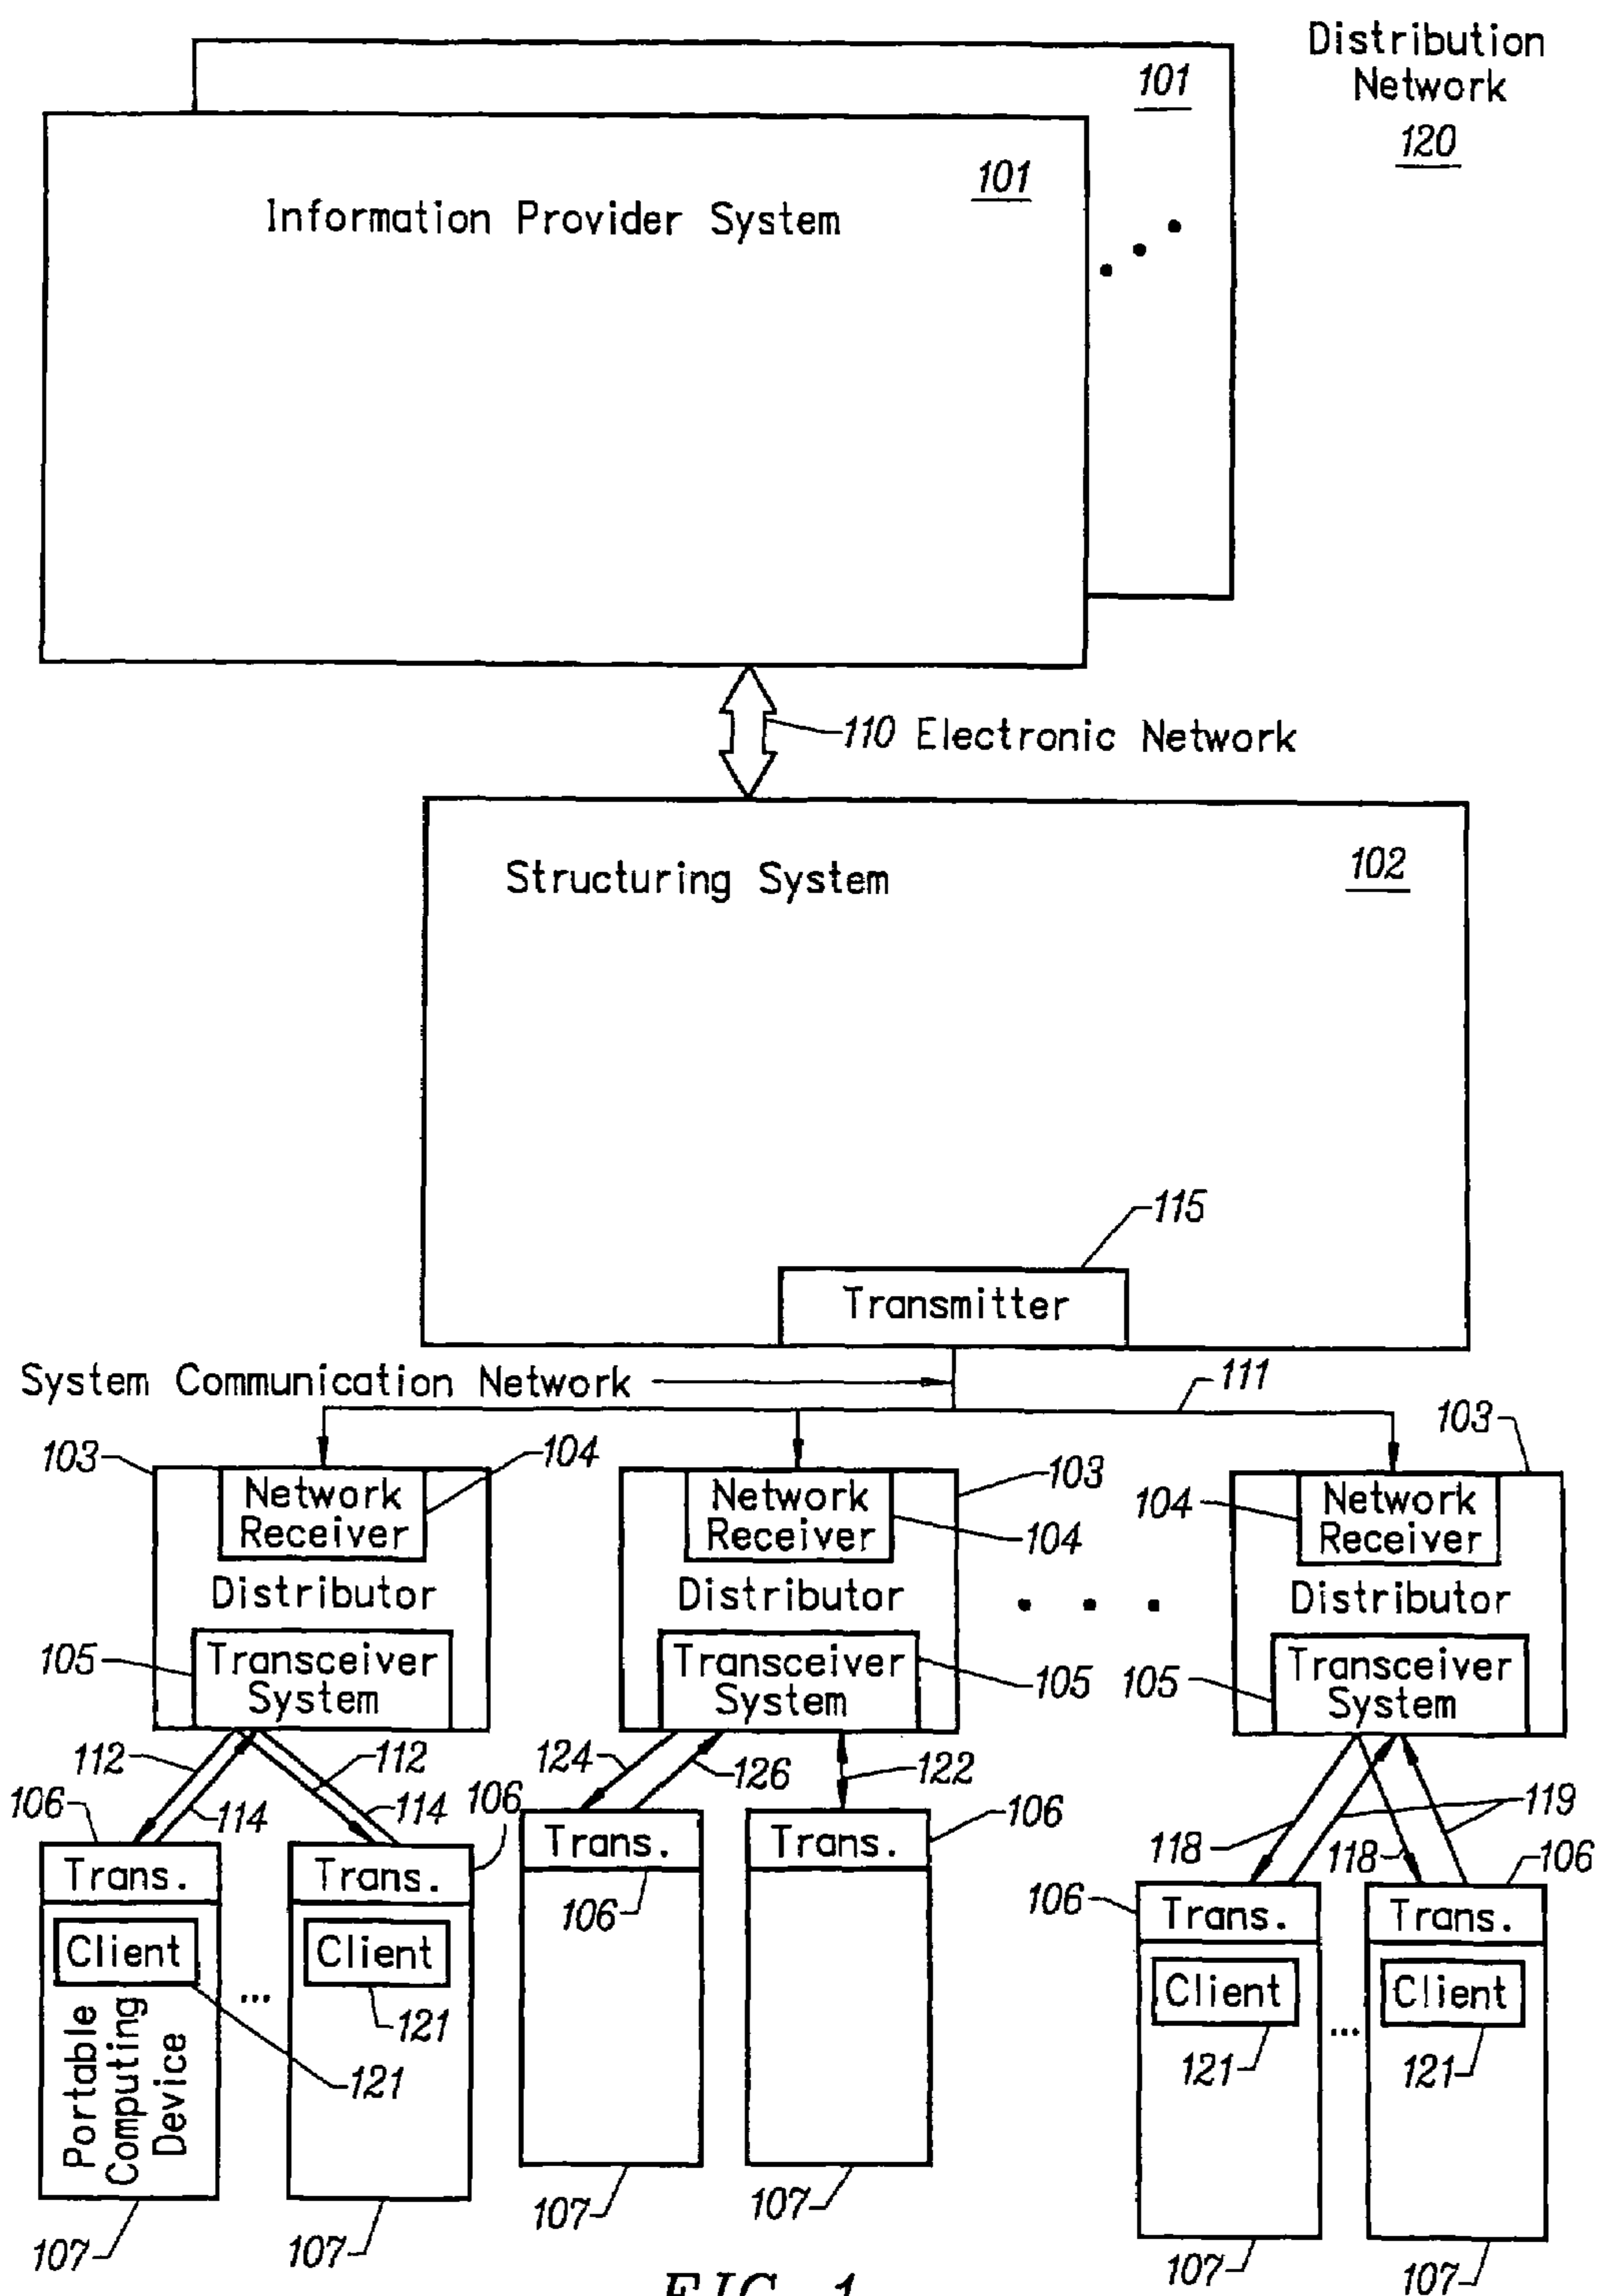 Distribution
Network
120
101
101
Information Provider System
110 Electronic Network
Structuring System
102
115
Transmitter
System Communication Network
111
103
104
Network
Receiver
Distributor
105
Transceiver
System
103
Network
Receiver
104
Distributor
Transceiver
System
105
103
104
Network
Receiver
Distributor
105
Transceiver
System
112
114
112
114
124
126
122
118
118
119
106
Trans.
Client
121
Portable
Computing
Device
107
...
106
Trans.
Client
121
107
Trans.
106
107
106
Trans.
107
106
Trans.
Client
121
107
...
106
Trans.
Client
121
107
FIG. 1